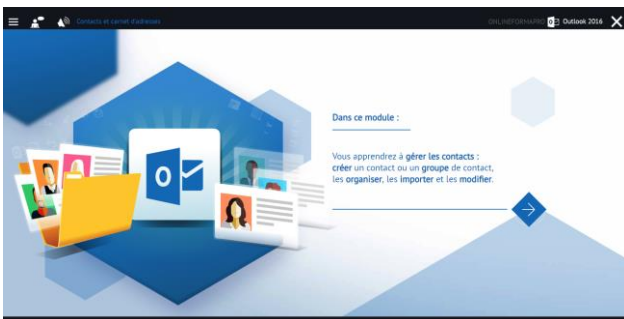 Contacts et carnet d'adresses
ONLINEFORMAPRO Outlook 2016
Dans ce module :
Vous apprendrez à gérer les contacts :
créer un contact ou un groupe de contact,
les organiser, les importer et les modifier.